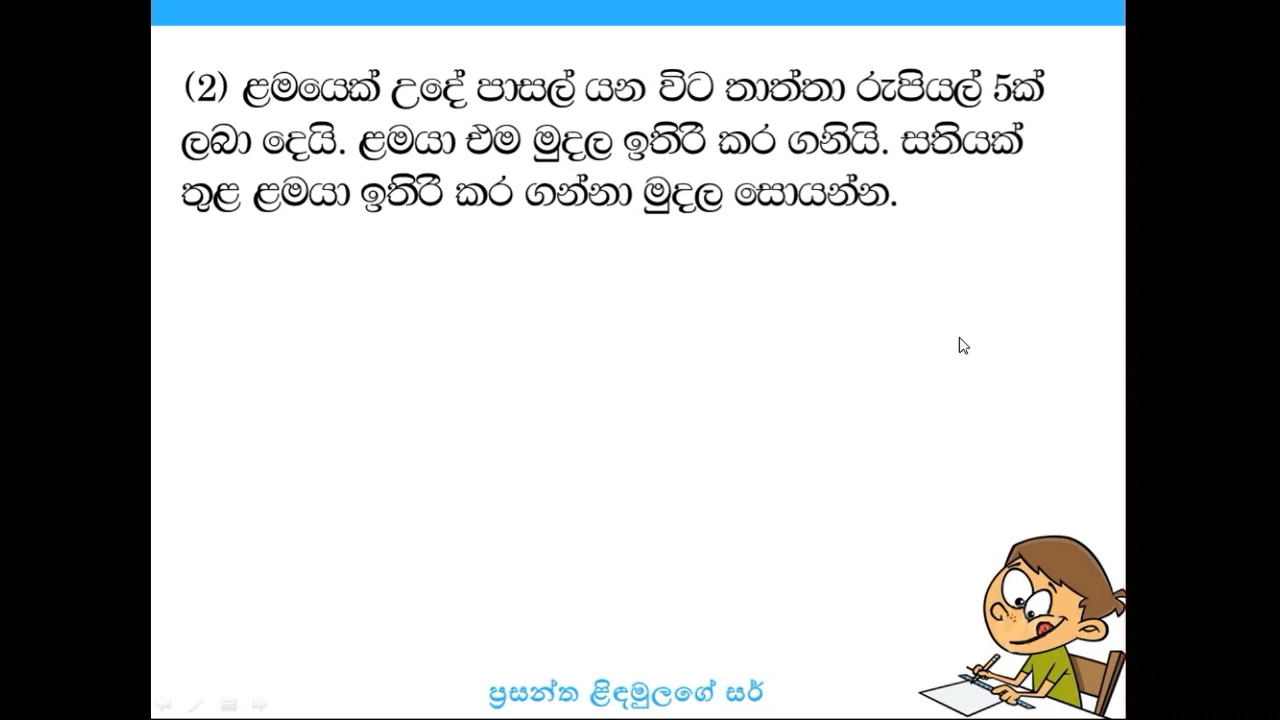 (2) ළමයෙක් උදේ පාසල් යන විට තාත්තා රුපියල් 5ක්
ලබා දෙයි. ළමයා එම මුදල ඉතිරි කර ගනියි. සතියක්
තුළ ළමයා ඉතිරි කර ගන්නා මුදල සොයන්න.
ප්‍රසන්ත ළිඳමුලගේ සර්